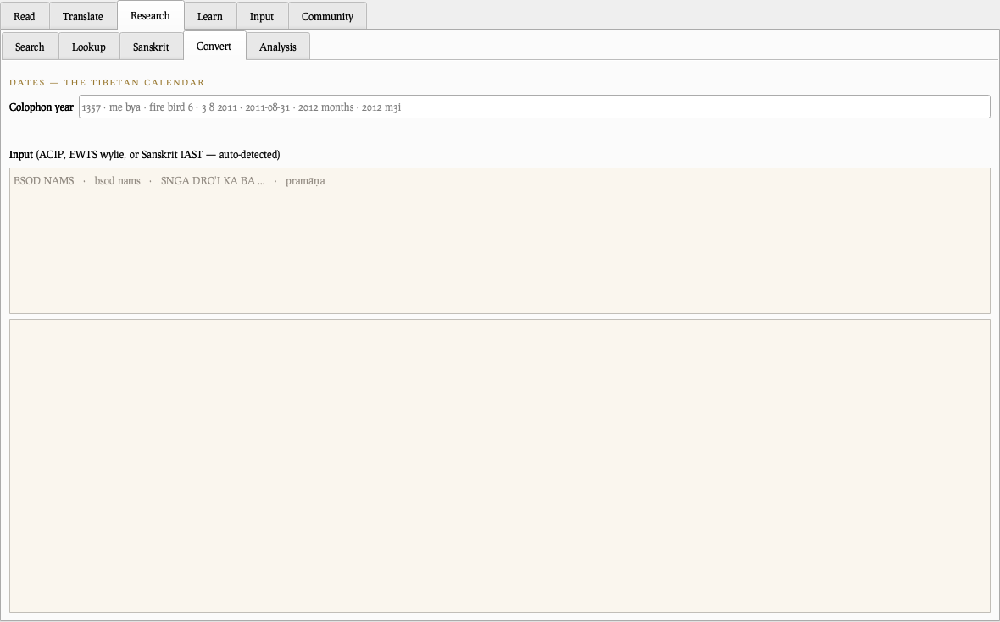 Read Translate Research Learn Input Community
Search Lookup Sanskrit Convert Analysis
DATES — THE TIBETAN CALENDAR
Colophon year 1357 · me bya · fire bird 6 · 3 8 2011 · 2011-08-31 · 2012 months · 2012 m3i
Input (ACIP, EWTS wylie, or Sanskrit IAST — auto-detected)
BSOD NAMS · bsod nams · SNGA DRO'I KA BA ... · pramāṇa